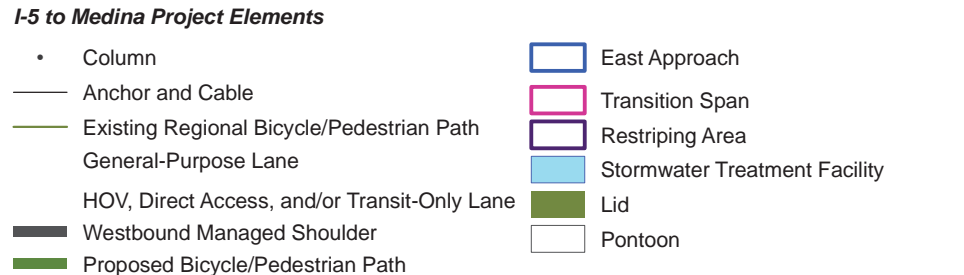 I-5 to Medina Project Elements
Column
Anchor and Cable
Existing Regional Bicycle/Pedestrian Path
General-Purpose Lane
HOV, Direct Access, and/or Transit-Only Lane
Westbound Managed Shoulder
Proposed Bicycle/Pedestrian Path
East Approach
Transition Span
Restriping Area
Stormwater Treatment Facility
Lid
Pontoon